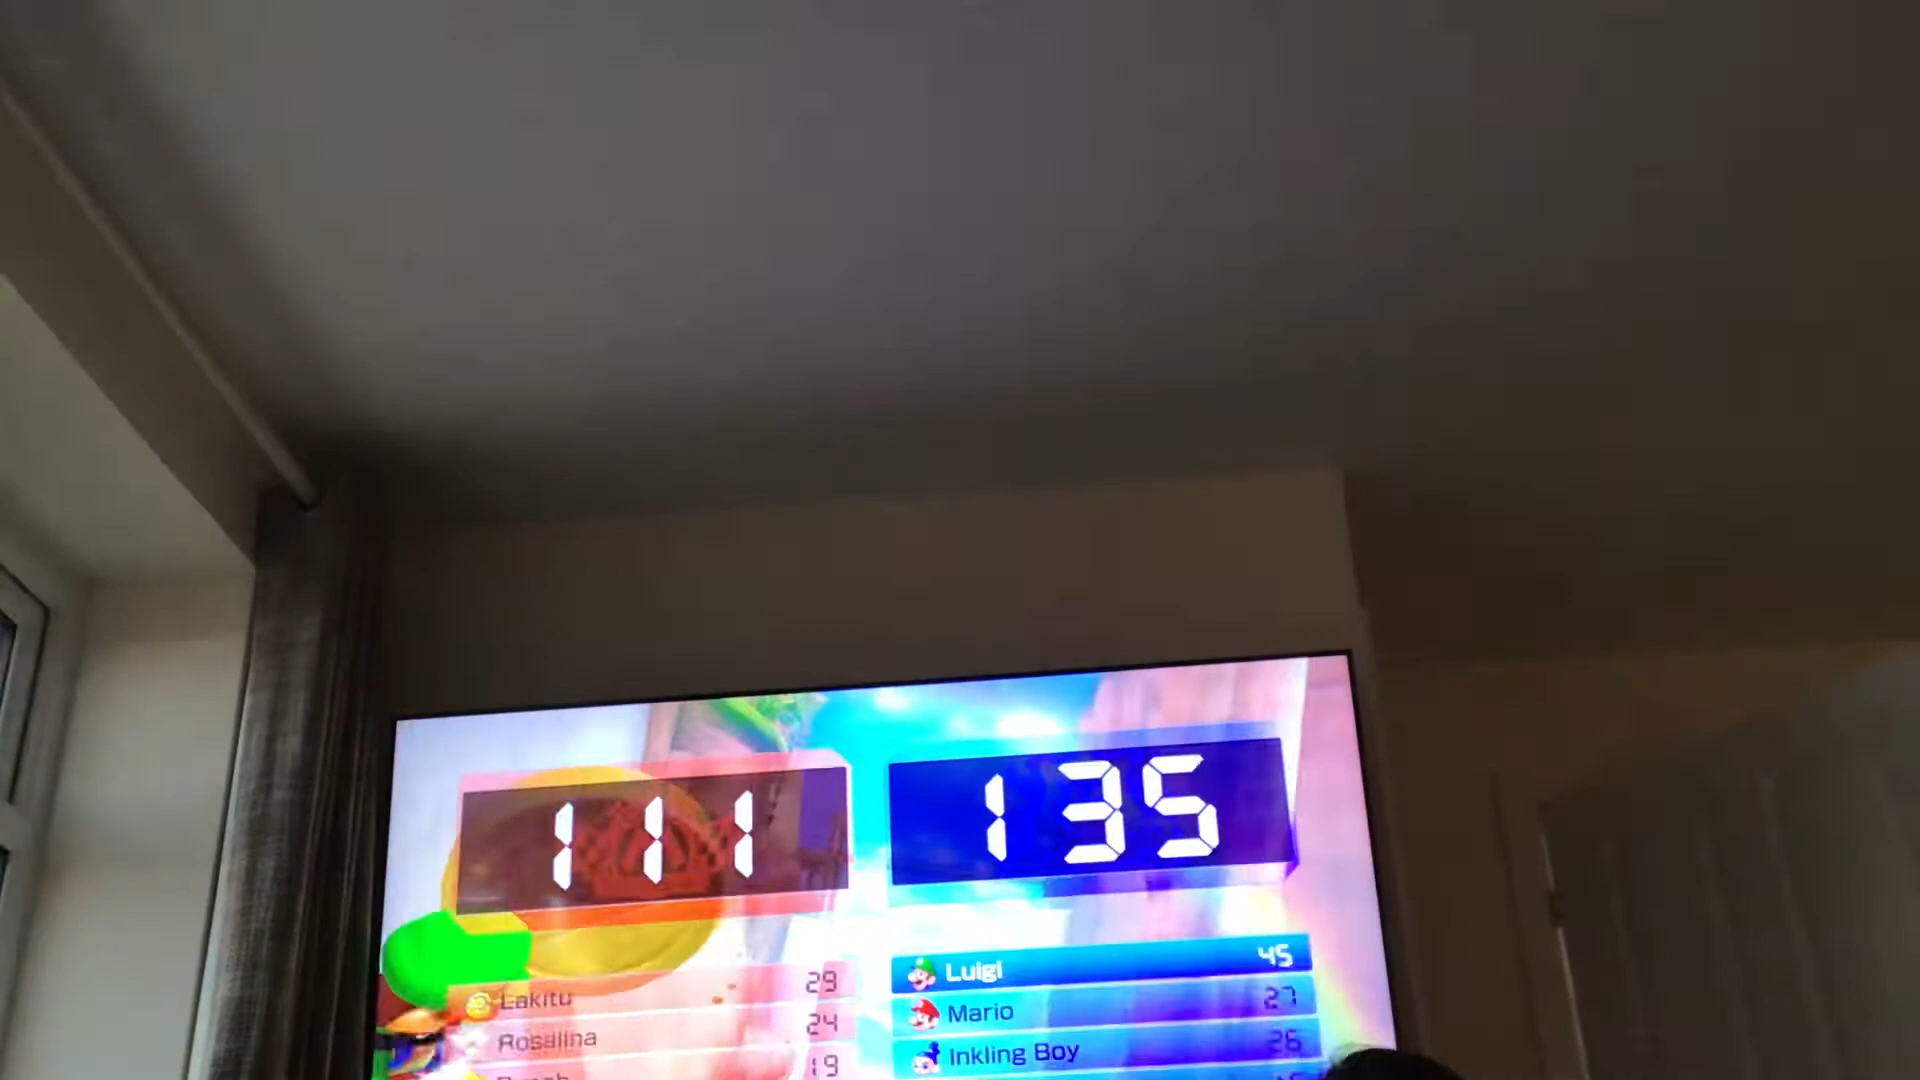 111
135
Lakitu 29
Rosalina 24
19
Luigi 45
Mario 27
Inkling Boy 26